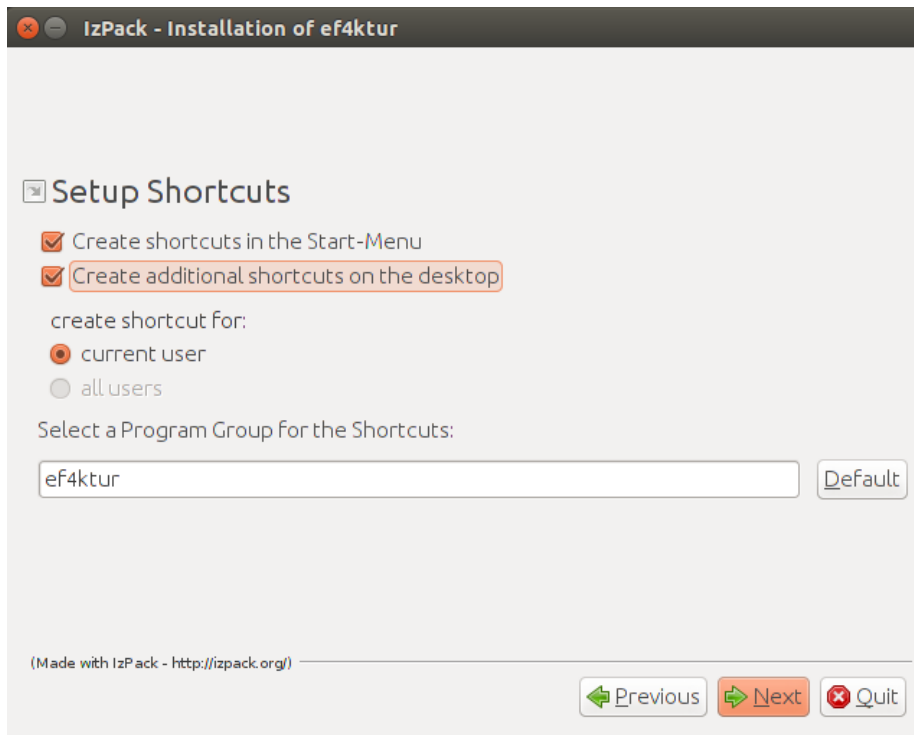 IzPack - Installation of ef4ktur
Setup Shortcuts
Create shortcuts in the Start-Menu
Create additional shortcuts on the desktop
create shortcut for:
current user
all users
Select a Program Group for the Shortcuts:
ef4ktur Default
(Made with IzPack - http://izpack.org/)
Previous Next Quit